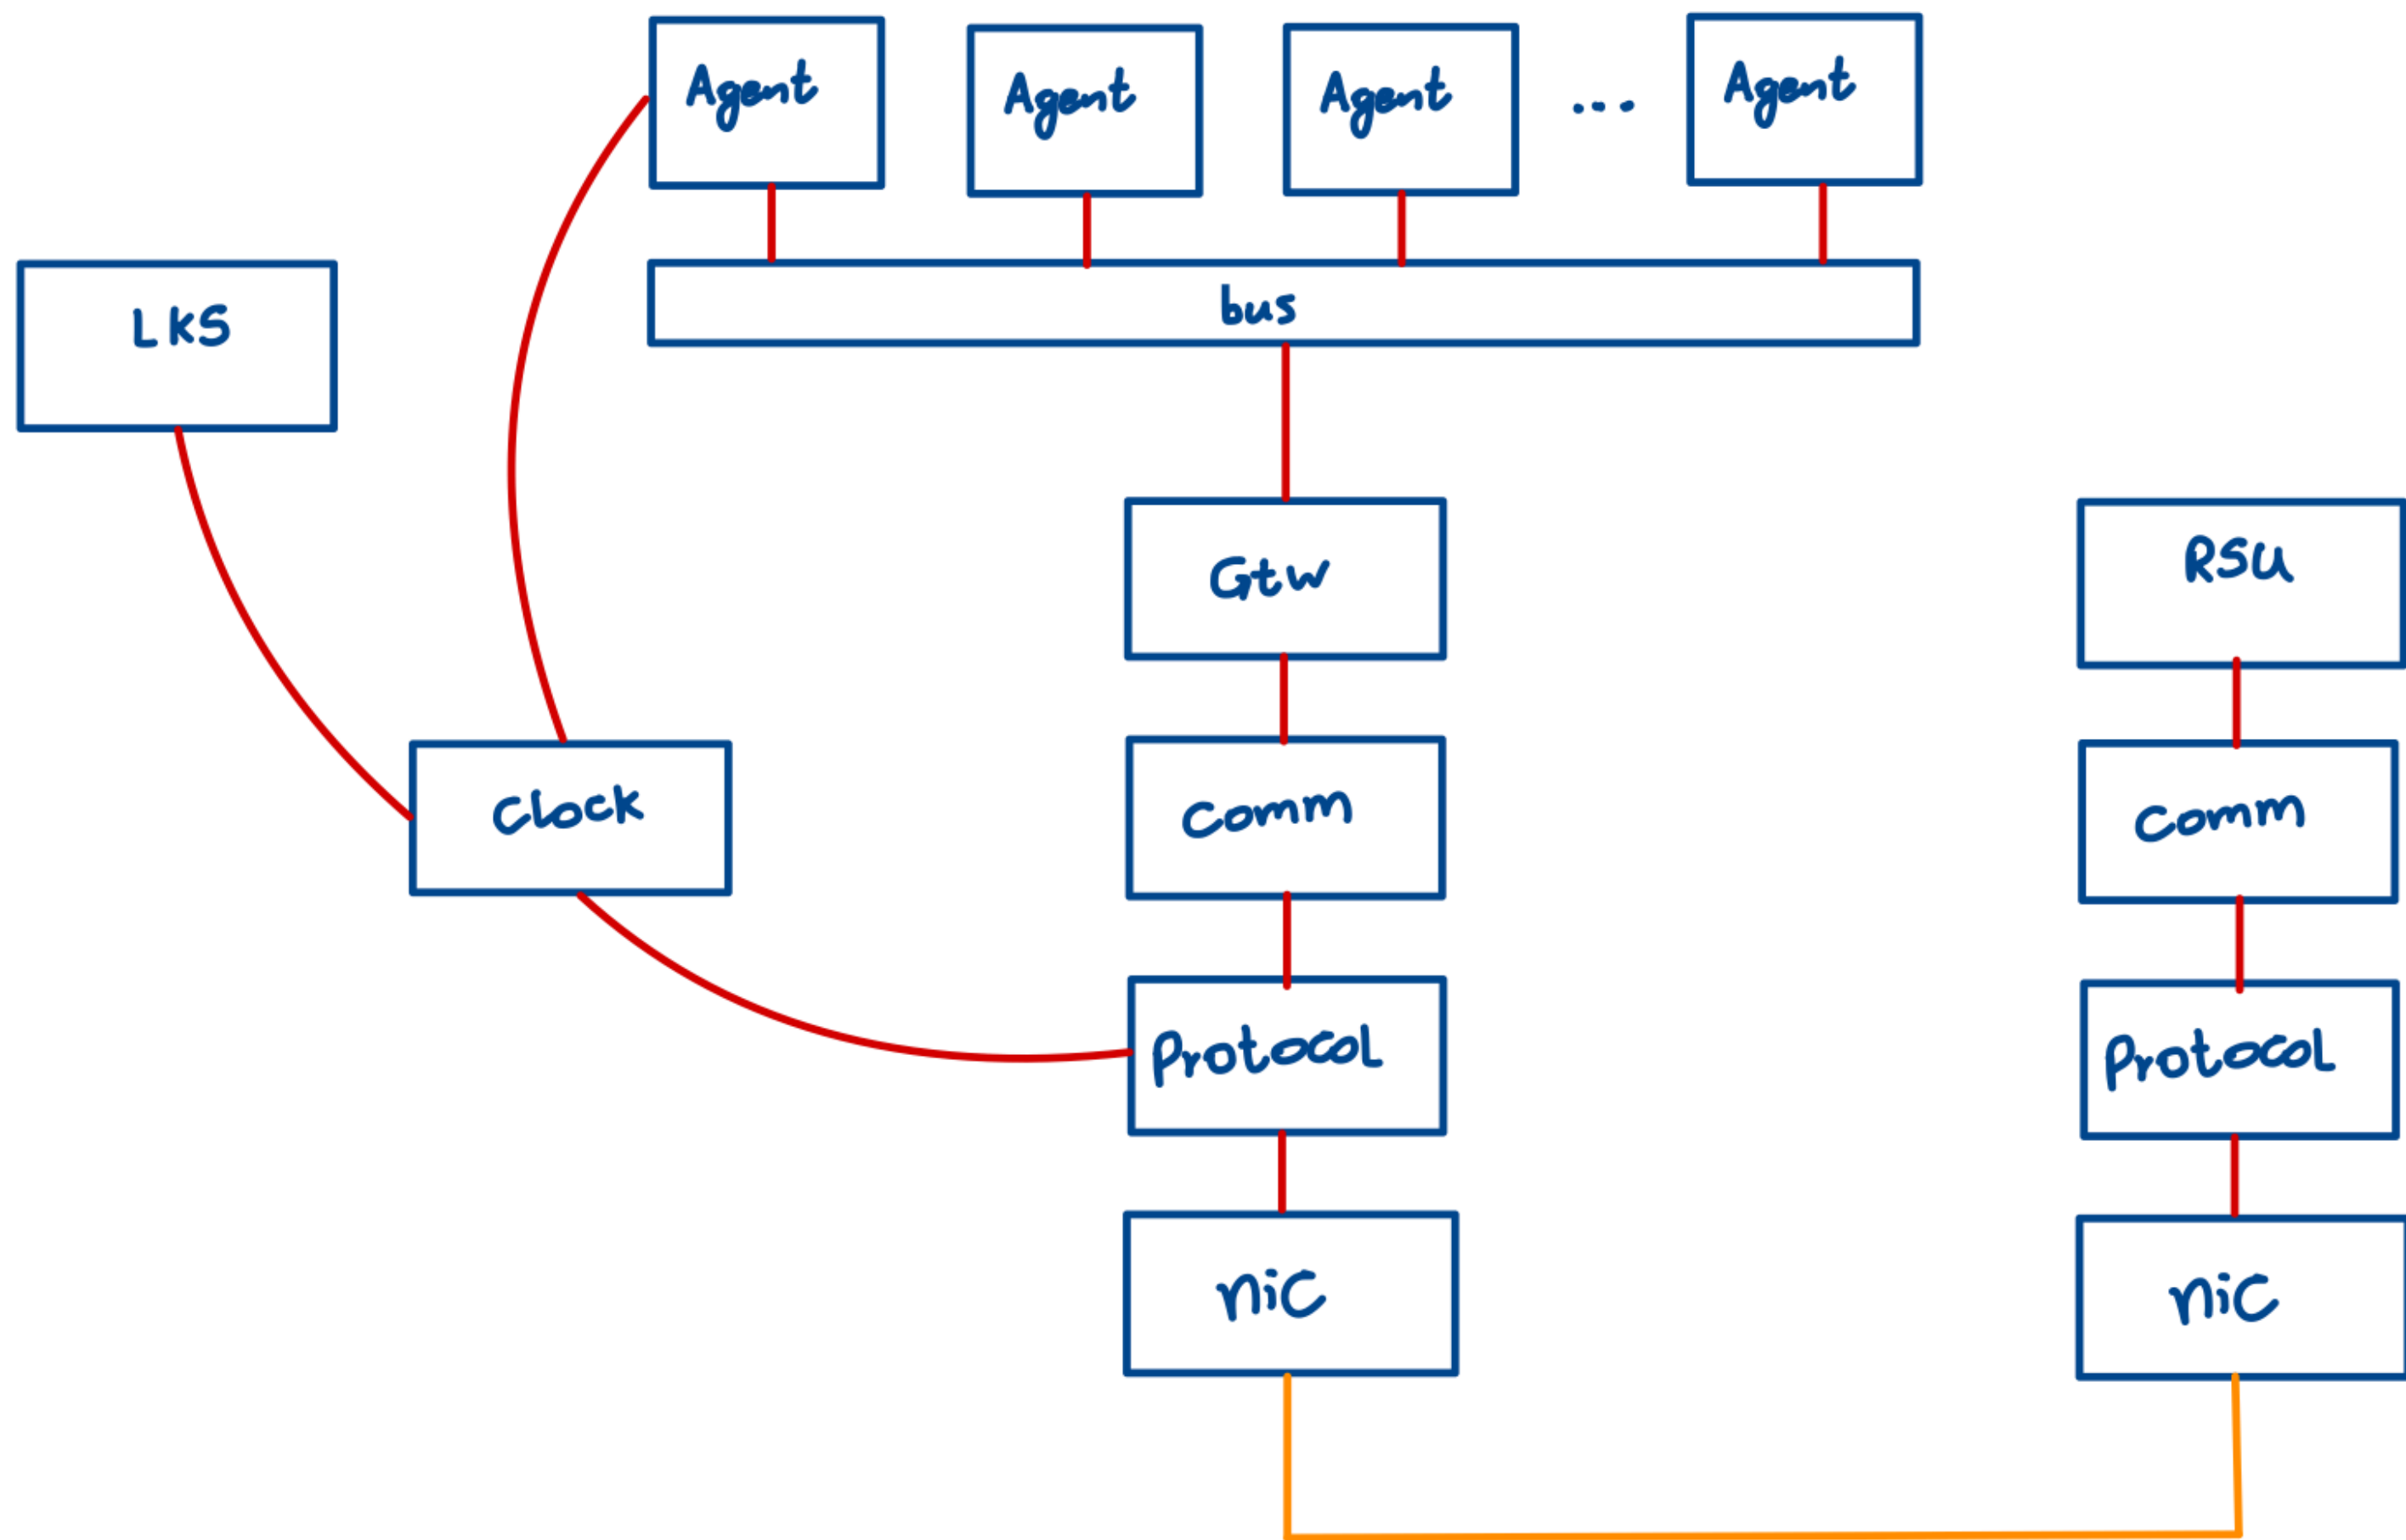 Agent
Agent
Agent
...
Agent
LKS
bus
Gtw
RSU
Clock
Comm
Comm
Protocol
Protocol
NiC
NiC